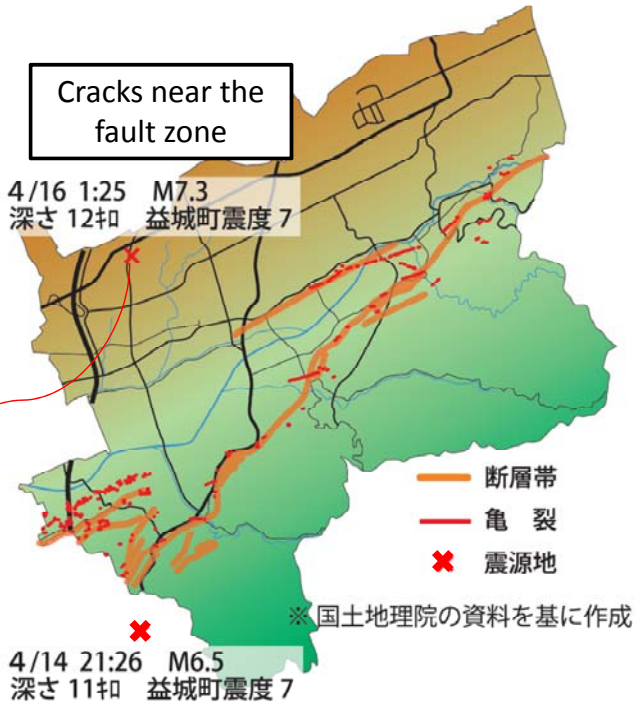 Cracks near the
fault zone
4/16 1:25 M7.3
深さ 12㌔ 益城町震度 7
断層帯
亀 裂
震源地
※ 国土地理院の資料を基に作成
4/14 21:26 M6.5
深さ 11㌔ 益城町震度 7